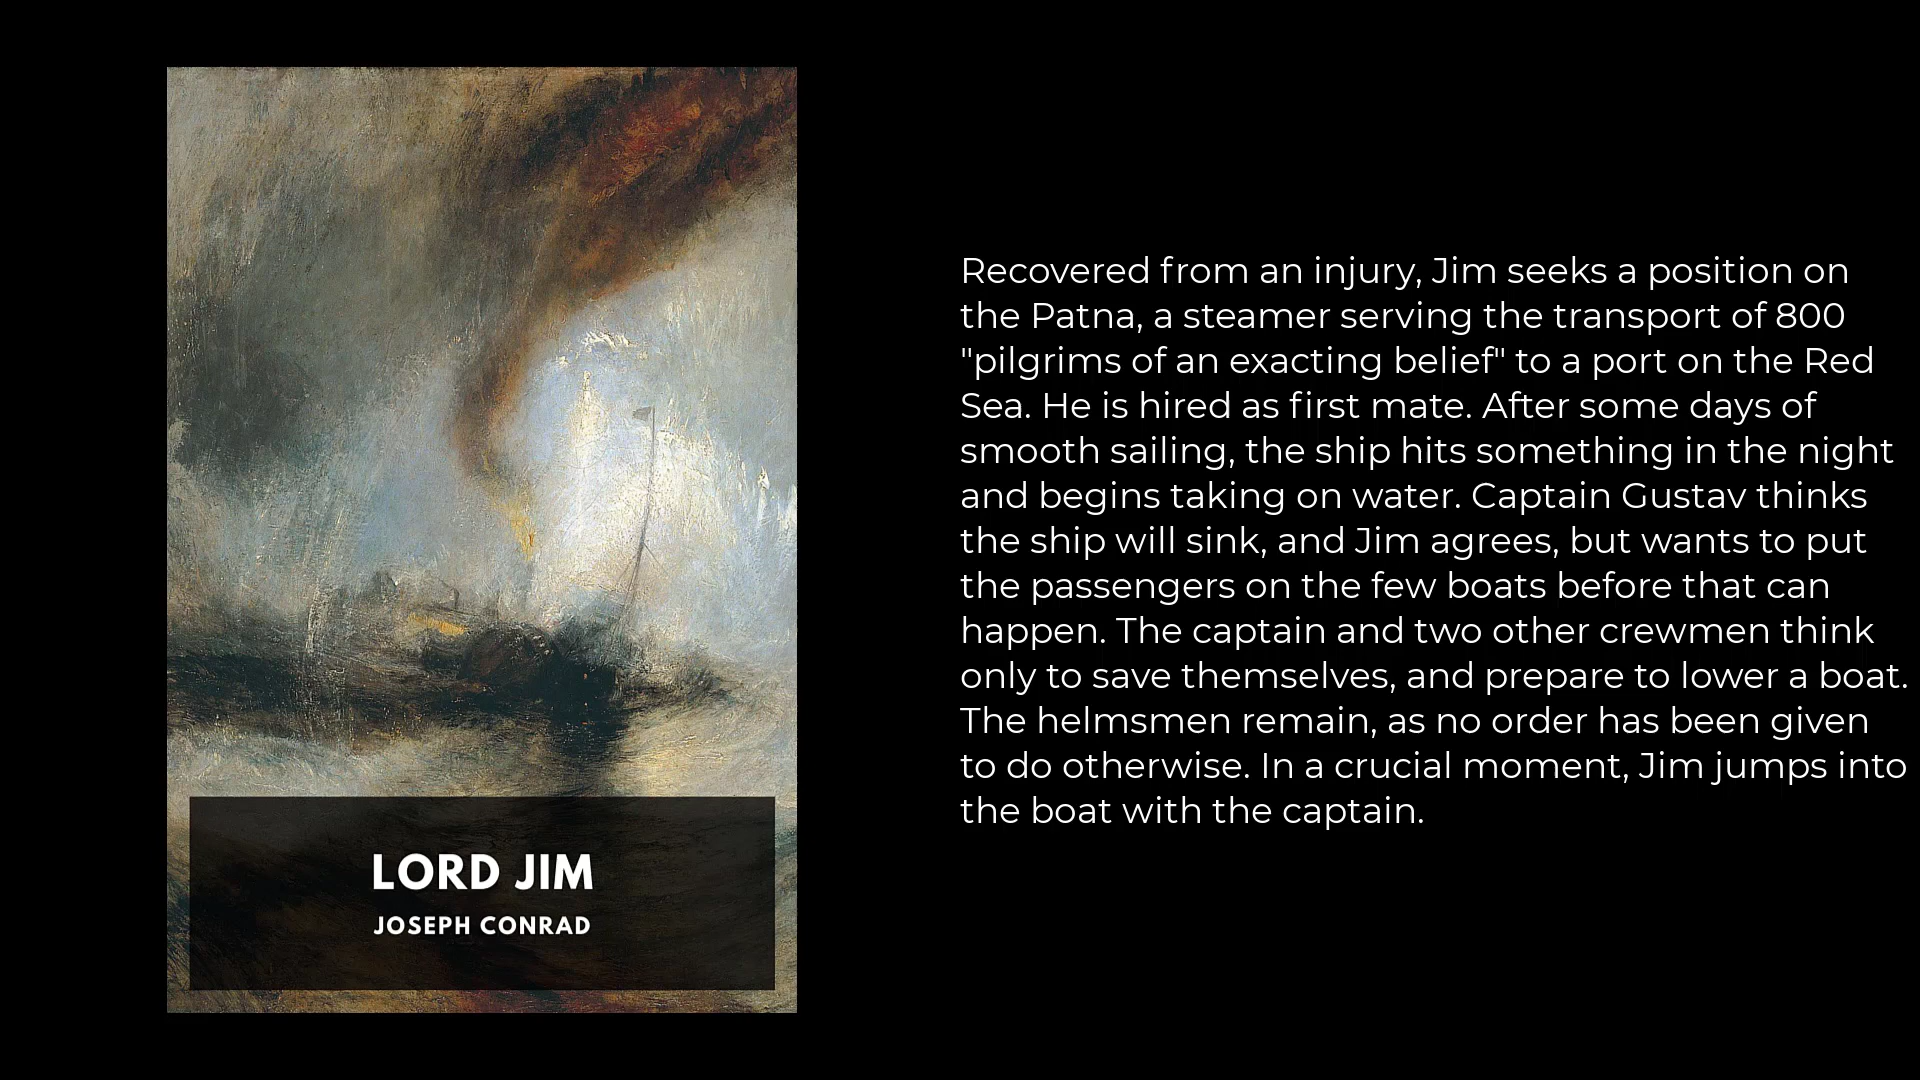 LORD JIM
JOSEPH CONRAD
Recovered from an injury, Jim seeks a position on
the Patna, a steamer serving the transport of 800
"pilgrims of an exacting belief" to a port on the Red
Sea. He is hired as first mate. After some days of
smooth sailing, the ship hits something in the night
and begins taking on water. Captain Gustav thinks
the ship will sink, and Jim agrees, but wants to put
the passengers on the few boats before that can
happen. The captain and two other crewmen think
only to save themselves, and prepare to lower a boat.
The helmsmen remain, as no order has been given
to do otherwise. In a crucial moment, Jim jumps into
the boat with the captain.